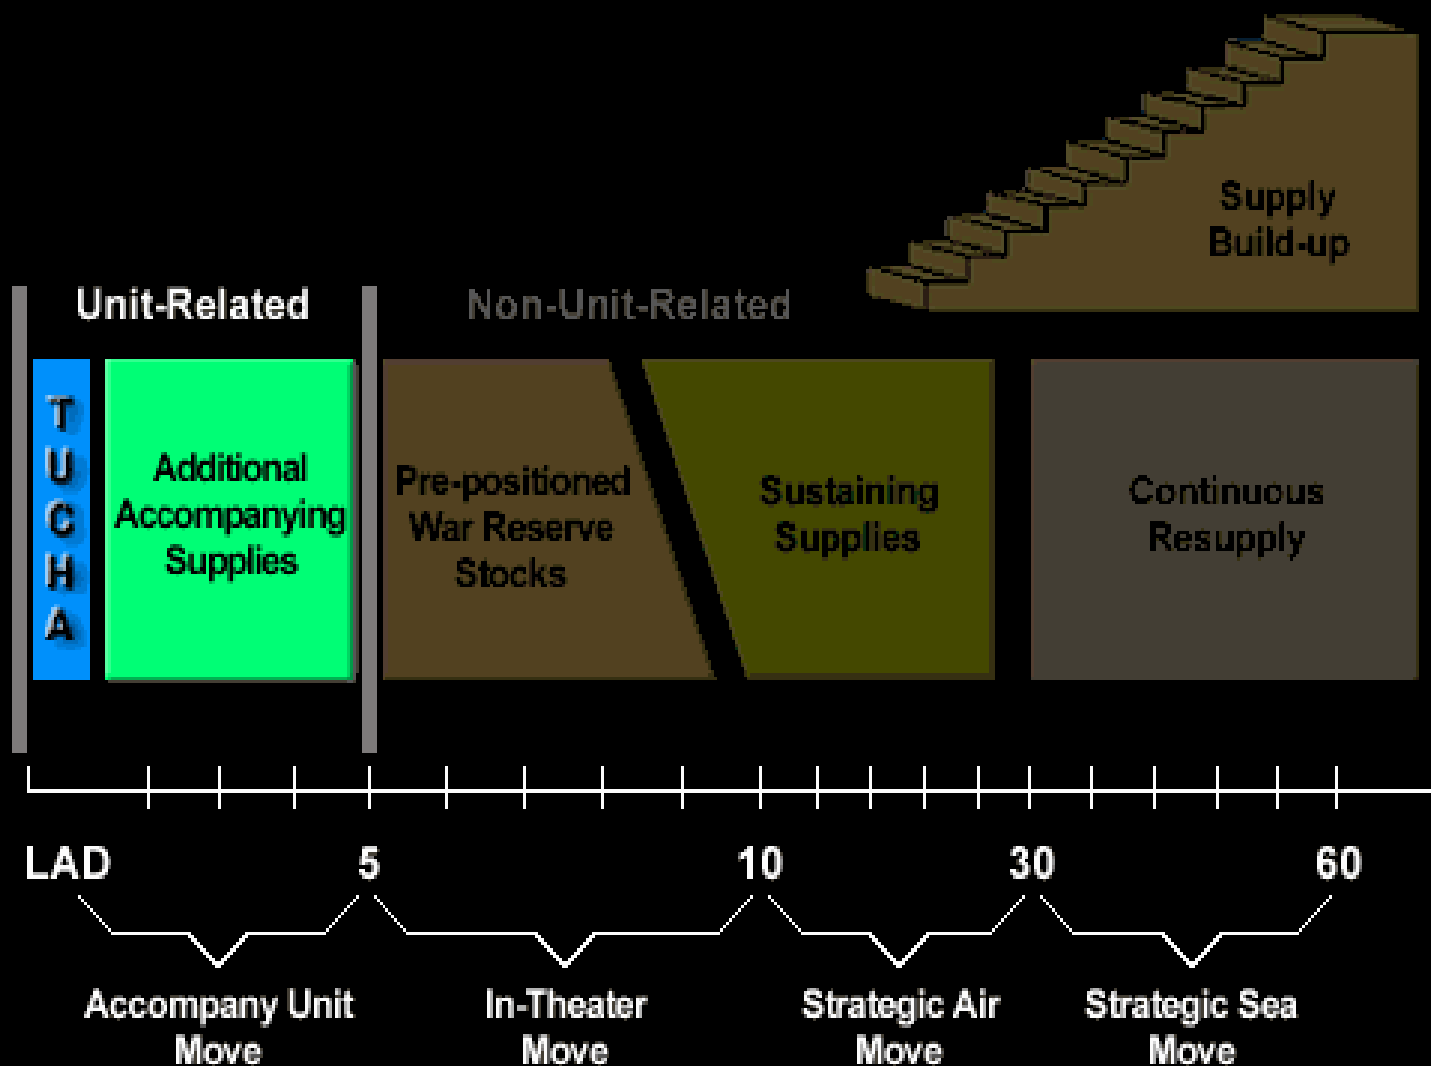 Supply
Build-up
Unit-Related
Non-Unit-Related
T
U
C
H
A
Additional
Accompanying
Supplies
Pre-positioned
War Reserve
Stocks
Sustaining
Supplies
Continuous
Resupply
LAD
5
10
30
60
Accompany Unit
Move
In-Theater
Move
Strategic Air
Move
Strategic Sea
Move